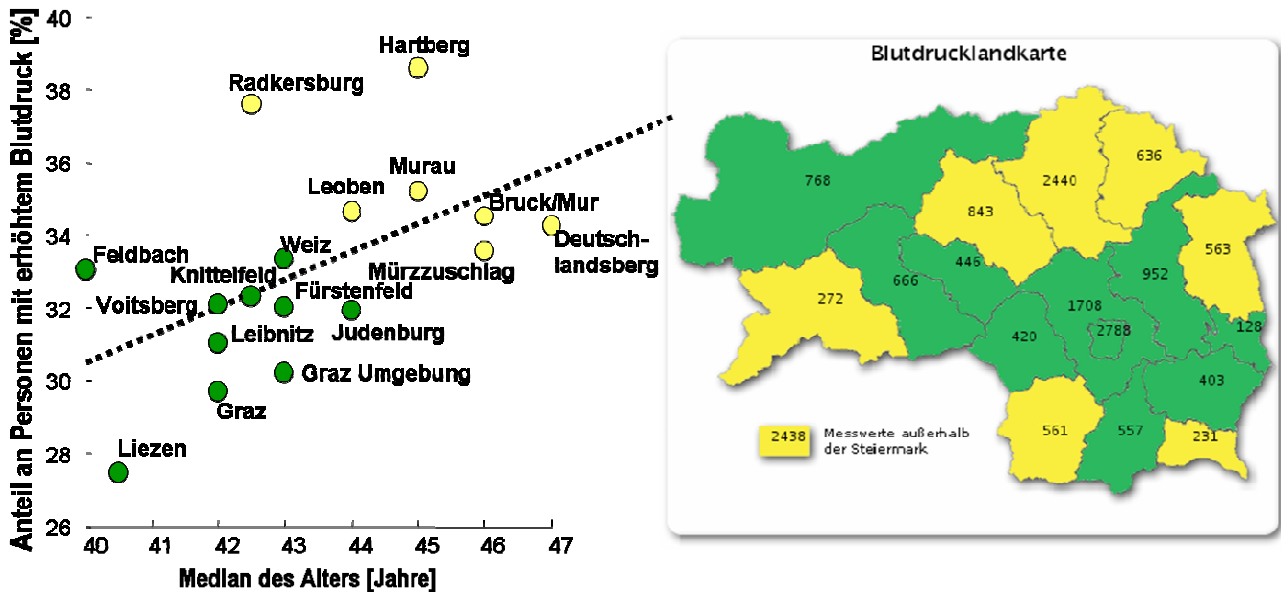 Anteil an Personen mit erhöhtem Blutdruck [%]
40
38
36
34
32
30
28
26
40 41 42 43 44 45 46 47
Median des Alters [Jahre]
Hartberg
Radkersburg
Murau
Leoben
Bruck/Mur
Deutsch-
landsberg
Mürzzuschlag
Weiz
Feldbach
Knittelfeld
Fürstenfeld
Voitsberg
Judenburg
Leibnitz
Graz Umgebung
Graz
Liezen
Blutdrucklandkarte
636
768
2440
843
563
446
952
666
272
1708
2788
128
420
403
561
557
231
2438 Messwerte außerhalb
der Steiermark